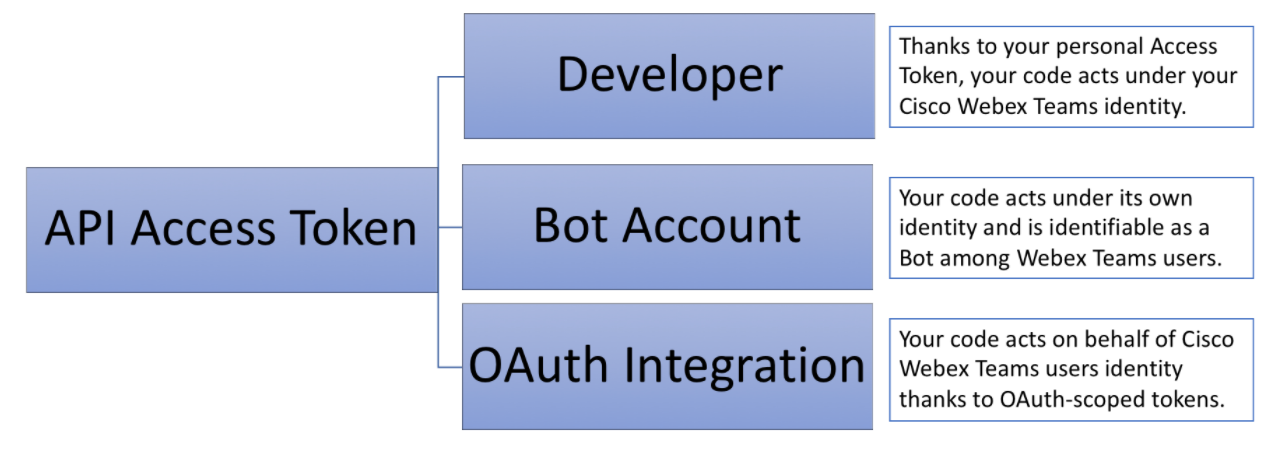 Developer
Thanks to your personal Access
Token, your code acts under your
Cisco Webex Teams identity.
API Access Token
Bot Account
Your code acts under its own
identity and is identifiable as a
Bot among Webex Teams users.
OAuth Integration
Your code acts on behalf of Cisco
Webex Teams users identity
thanks to OAuth-scoped tokens.